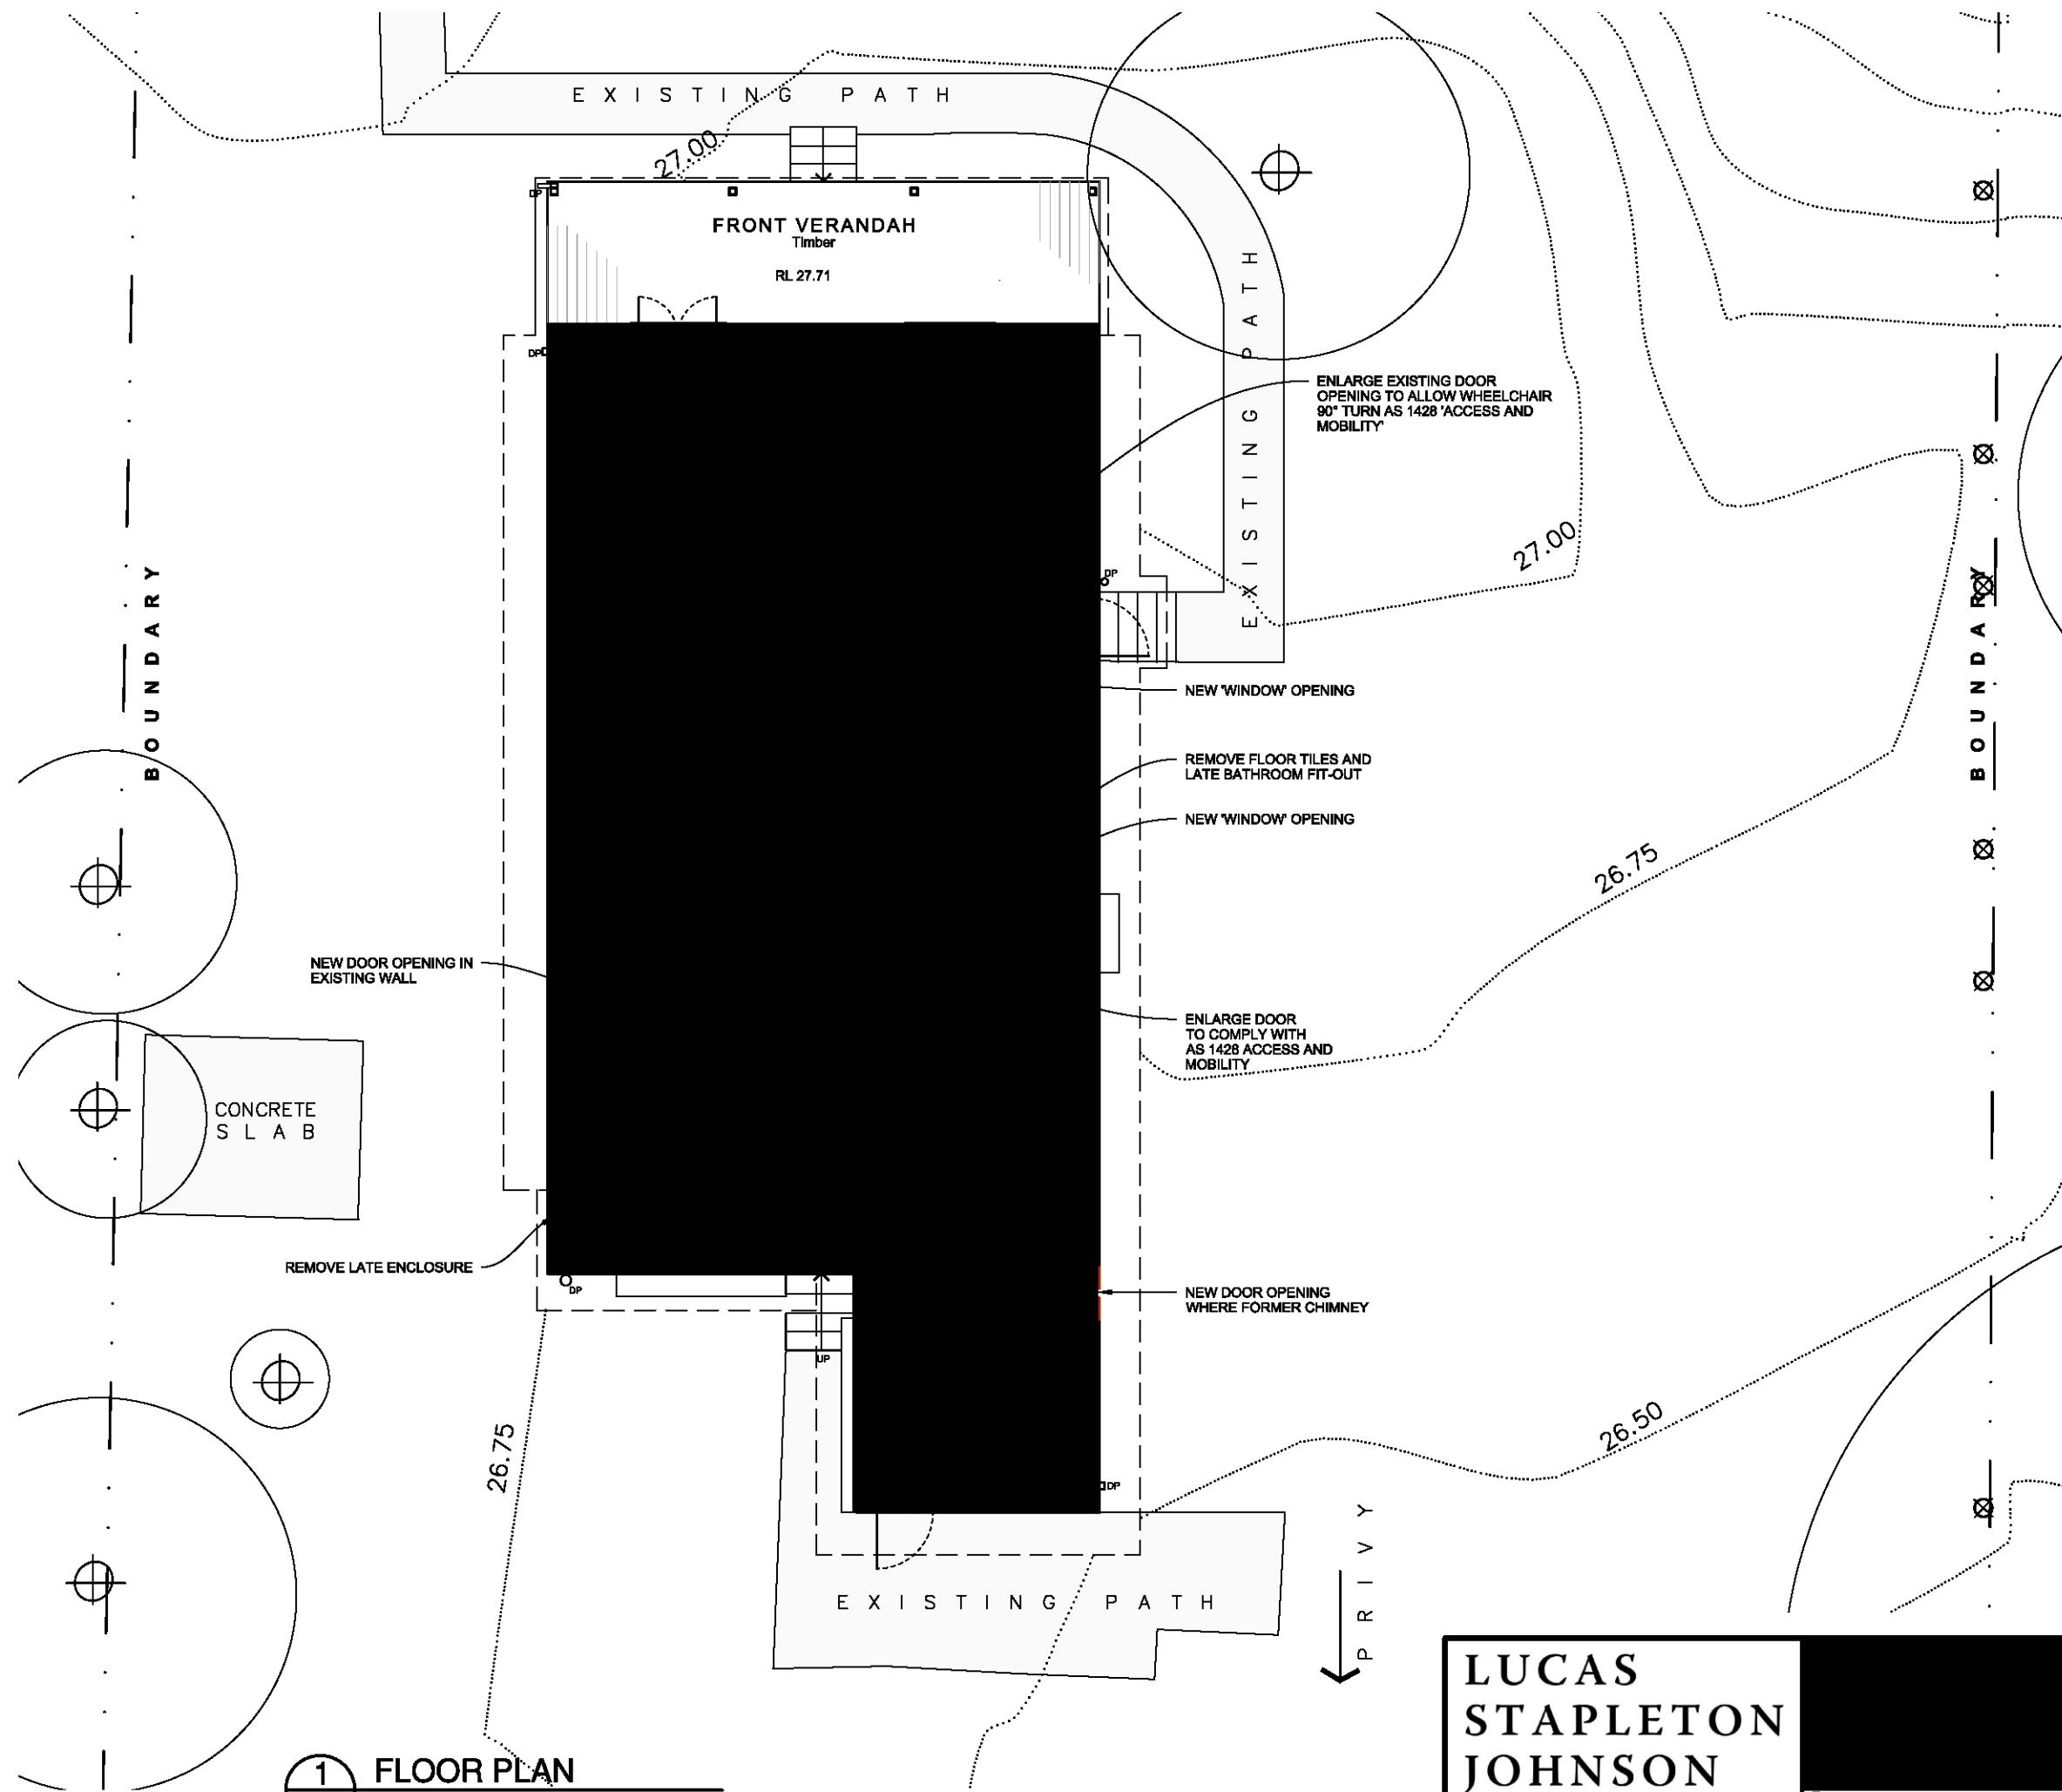 EXISTING PATH
27.00
DP
FRONT VERANDAH
Timber
RL 27.71
DP
EXISTING PATH
ENLARGE EXISTING DOOR
OPENING TO ALLOW WHEELCHAIR
90° TURN AS 1428 'ACCESS AND
MOBILITY'
27.00
DP
BOUNDARY
BOUNDARY
NEW 'WINDOW' OPENING
REMOVE FLOOR TILES AND
LATE BATHROOM FIT-OUT
NEW 'WINDOW' OPENING
26.75
NEW DOOR OPENING IN
EXISTING WALL
ENLARGE DOOR
TO COMPLY WITH
AS 1428 ACCESS AND
MOBILITY
CONCRETE
SLAB
REMOVE LATE ENCLOSURE
DP
NEW DOOR OPENING
WHERE FORMER CHIMNEY
UP
26.75
26.50
DP
PRIVY
EXISTING PATH
1 FLOOR PLAN
LUCAS
STAPLETON
JOHNSON